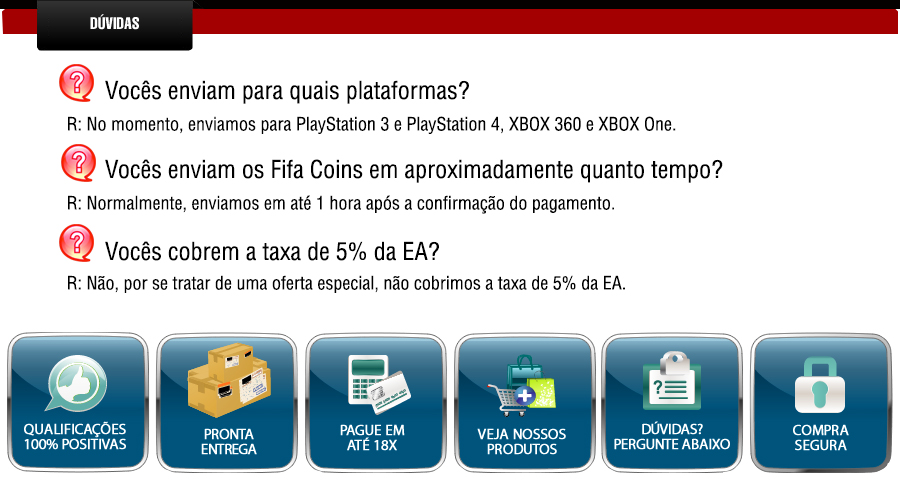 DÚVIDAS
? Vocês enviam para quais plataformas?
R: No momento, enviamos para PlayStation 3 e PlayStation 4, XBOX 360 e XBOX One.
? Vocês enviam os Fifa Coins em aproximadamente quanto tempo?
R: Normalmente, enviamos em até 1 hora após a confirmação do pagamento.
? Vocês cobrem a taxa de 5% da EA?
R: Não, por se tratar de uma oferta especial, não cobrimos a taxa de 5% da EA.
QUALIFICAÇÕES
100% POSITIVAS
PRONTA
ENTREGA
PAGUE EM
ATÉ 18X
VEJA NOSSOS
PRODUTOS
?
DÚVIDAS?
PERGUNTE ABAIXO
COMPRA
SEGURA